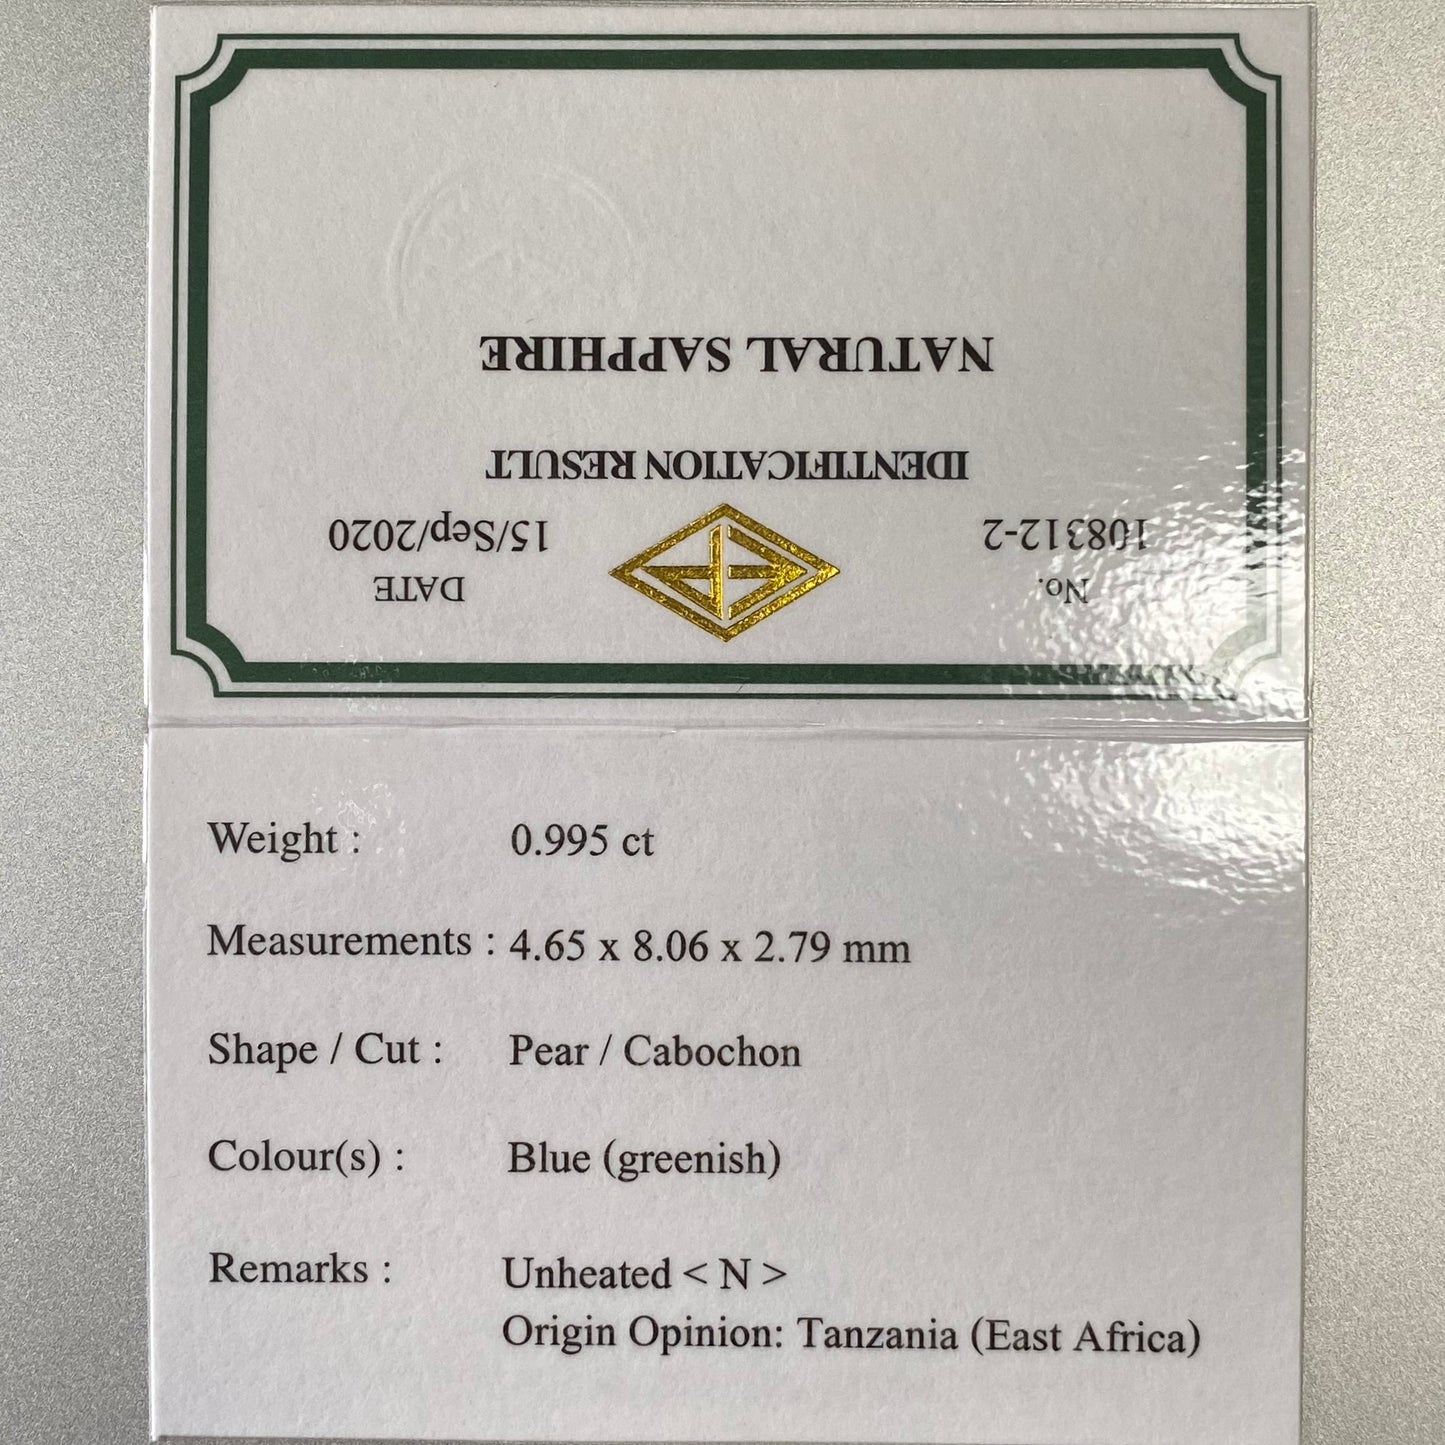 No. DATE
108312-2 15/Sep/2020
IDENTIFICATION RESULT
NATURAL SAPPHIRE
Weight : 0.995 ct
Measurements : 4.65 x 8.06 x 2.79 mm
Shape / Cut : Pear / Cabochon
Colour(s) : Blue (greenish)
Remarks : Unheated < N >
Origin Opinion: Tanzania (East Africa)